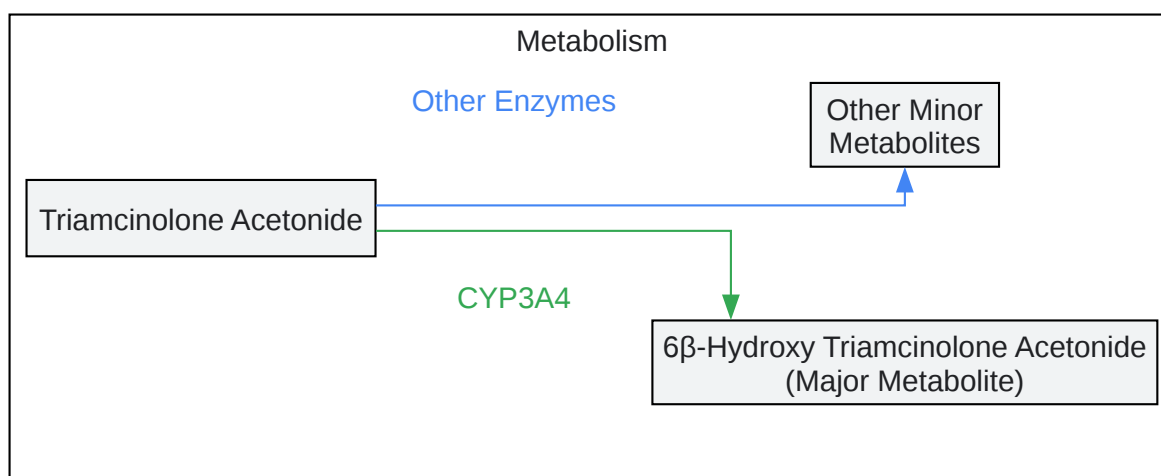 Metabolism
Other Enzymes
Other Minor
Metabolites
Triamcinolone Acetonide
CYP3A4
6β-Hydroxy Triamcinolone Acetonide
(Major Metabolite)